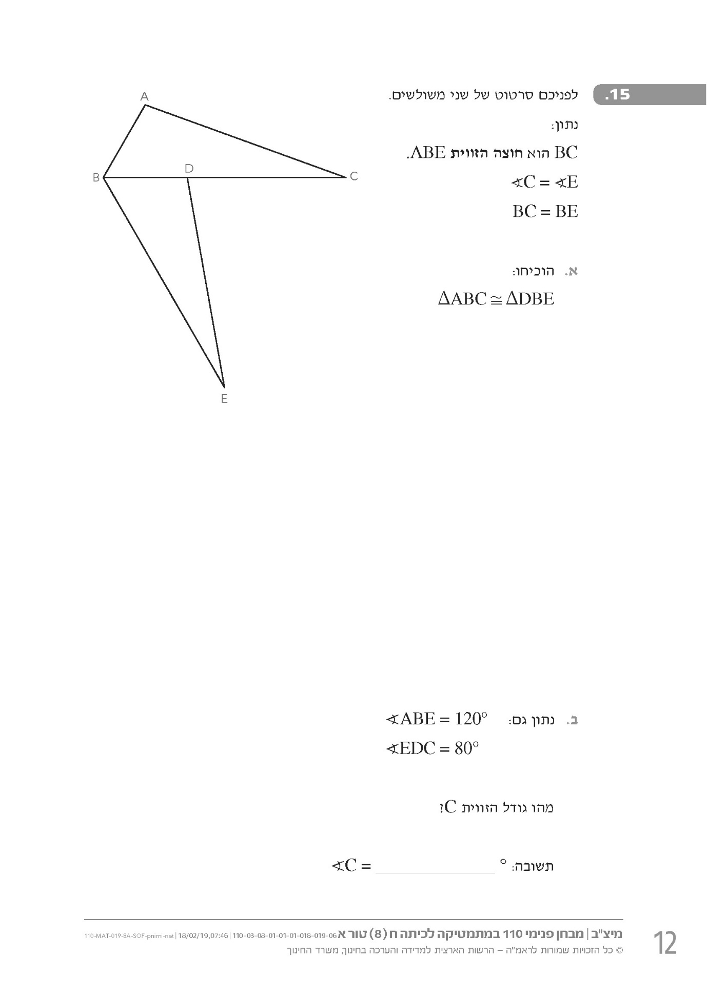 15.
לפניכם סרטוט של שני משולשים.
נתון:
BC הוא חוצה הזווית ABE.
∢C = ∢E
BC = BE
A
B
D
C
E
א. הוכיחו:
ΔABC ≅ ΔDBE
ב. נתון גם: ∢ABE = 120°
∢EDC = 80°
מהו גודל הזווית C?
תשובה: ∢C = ____________ °
מיצ"ב | מבחן פנימי 110 במתמטיקה לכיתה ח (8) טור א 110-03-08-01-01-01-018-019-06 | 18/02/19,07:46 | 110-MAT-019-8A-SOF-pnimi-net
© כל הזכויות שמורות לראמ"ה – הרשות הארצית למדידה והערכה בחינוך, משרד החינוך
12